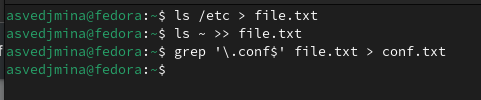 asvedjmina@fedora:~$ ls /etc > file.txt
asvedjmina@fedora:~$ ls ~ >> file.txt
asvedjmina@fedora:~$ grep '\.conf$' file.txt > conf.txt
asvedjmina@fedora:~$